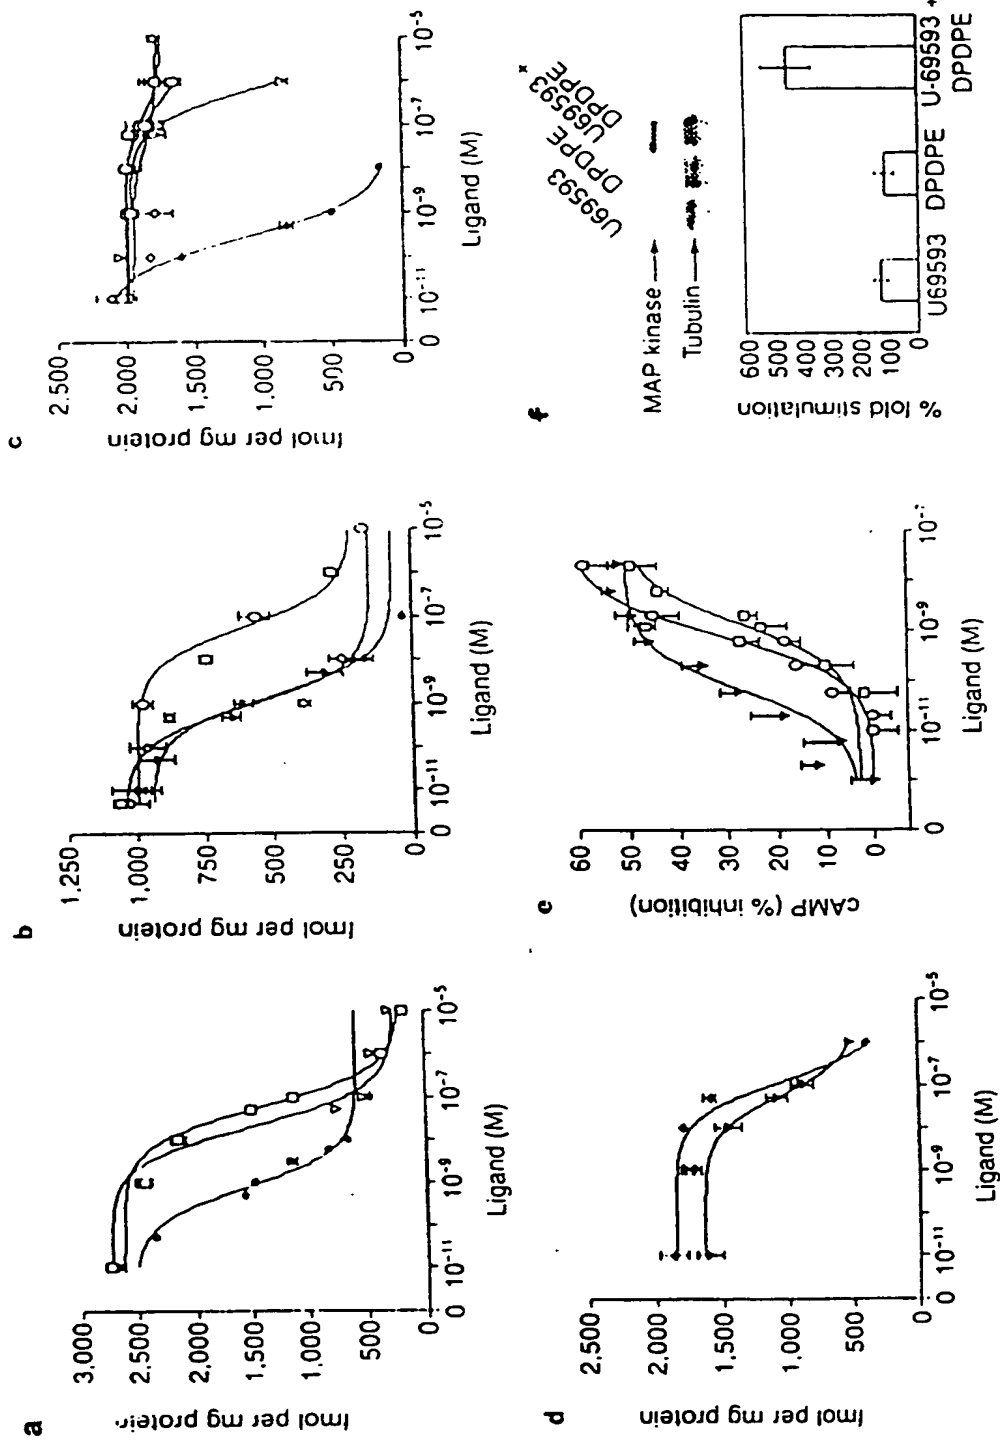 a
fmol per mg protein
3.000
2.500
2.000
1.500
1.000
500
0
0 10-11 10-9 10-7 10-5
Ligand (M)
b
fmol per mg protein
1.250
1.000
750
500
250
0 10-11 10-9 10-7 10-5
Ligand (M)
c
fmol per mg protein
2.500
2.000
1.500
1.000
500
0
0 10-11 10-9 10-7 10-5
Ligand (M)
d
fmol per mg protein
2.500
2.000
1.500
1.000
500
0
0 10-11 10-9 10-7 10-5
Ligand (M)
e
cAMP (% inhibition)
60
50
40
30
20
10
0
0 10-11 10-9 10-7
Ligand (M)
f
U69593
DPDPE
U69593 x
DPDPE
MAP kinase
Tubulin
% fold stimulation
600
500
400
300
200
100
0
U69593 DPDPE U-69593 +
DPDPE